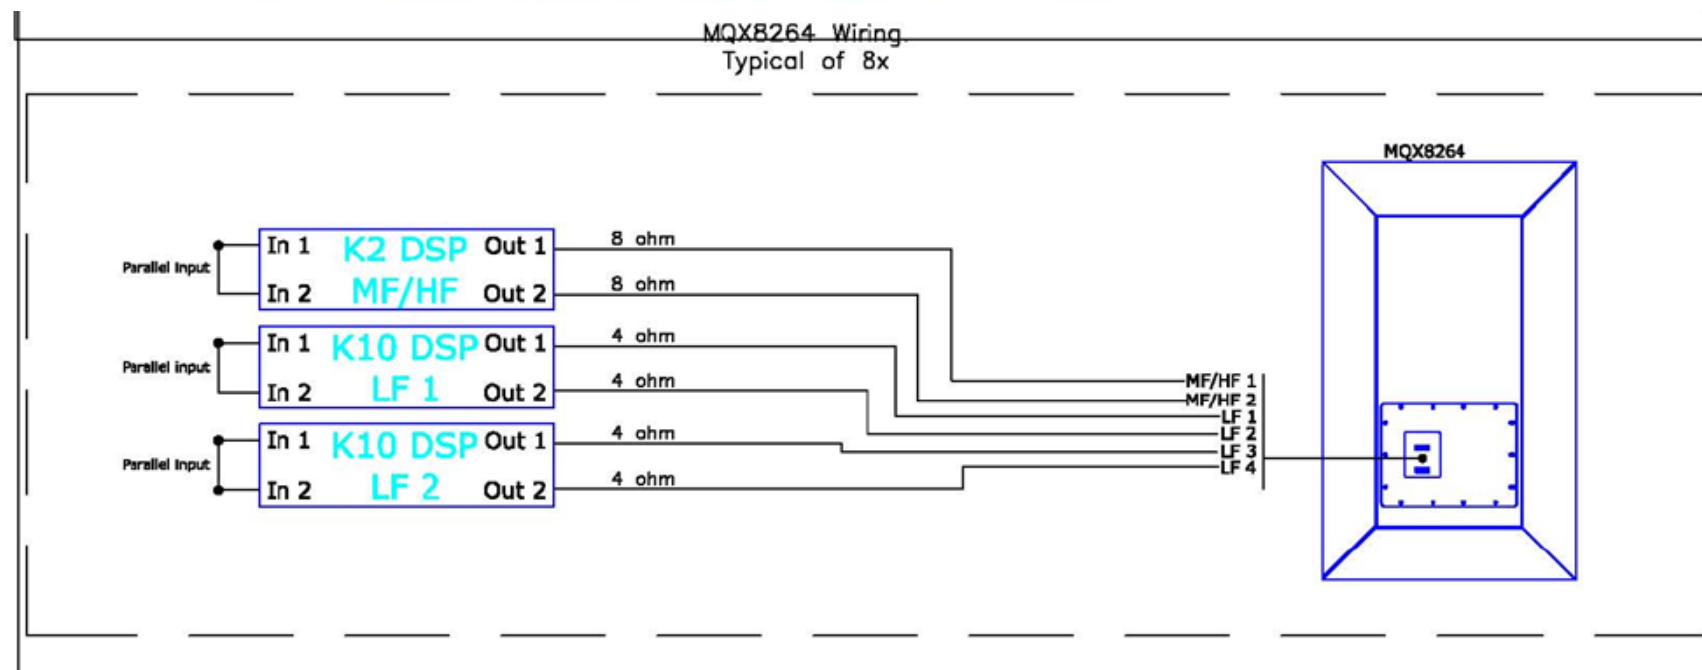 MQX8264 Wiring.
Typical of 8x
MQX8264
Parallel Input
In 1
In 2
K2 DSP
MF/HF
Out 1
Out 2
8 ohm
8 ohm
Parallel input
In 1
In 2
K10 DSP
LF 1
Out 1
Out 2
4 ohm
4 ohm
Parallel Input
In 1
In 2
K10 DSP
LF 2
Out 1
Out 2
4 ohm
4 ohm
MF/HF 1
MF/HF 2
LF 1
LF 2
LF 3
LF 4